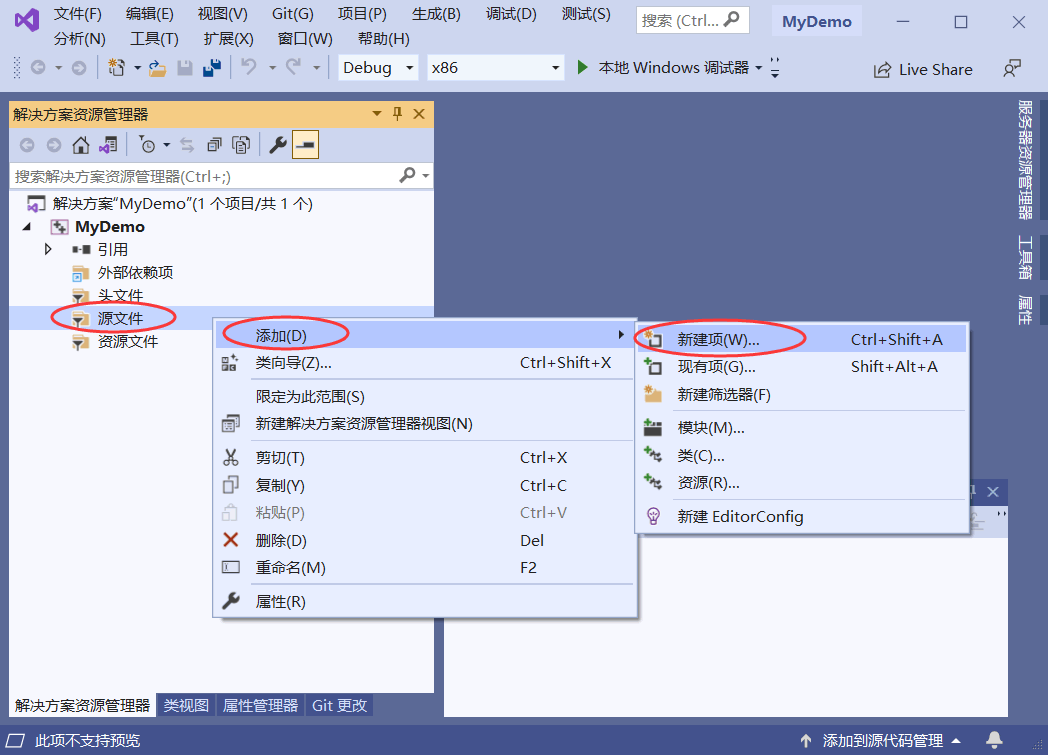 文件(F) 编辑(E) 视图(V) Git(G) 项目(P) 生成(B) 调试(D) 测试(S) 搜索 (Ctrl... MyDemo
分析(N) 工具(T) 扩展(X) 窗口(W) 帮助(H)
Debug x86 本地 Windows 调试器 Live Share
解决方案资源管理器
搜索解决方案资源管理器(Ctrl+;)
解决方案"MyDemo"(1 个项目/共 1 个)
MyDemo
引用
外部依赖项
头文件
源文件
资源文件
添加(D)
类向导(Z)... Ctrl+Shift+X
限定为此范围(S)
新建解决方案资源管理器视图(N)
剪切(T) Ctrl+X
复制(Y) Ctrl+C
粘贴(P) Ctrl+V
删除(D) Del
重命名(M) F2
属性(R)
新建项(W)... Ctrl+Shift+A
现有项(G)... Shift+Alt+A
新建筛选器(F)
模块(M)...
类(C)...
资源(R)...
新建 EditorConfig
服务器资源管理器
工具箱
属性
解决方案资源管理器 类视图 属性管理器 Git 更改
此项不支持预览 添加到源代码管理